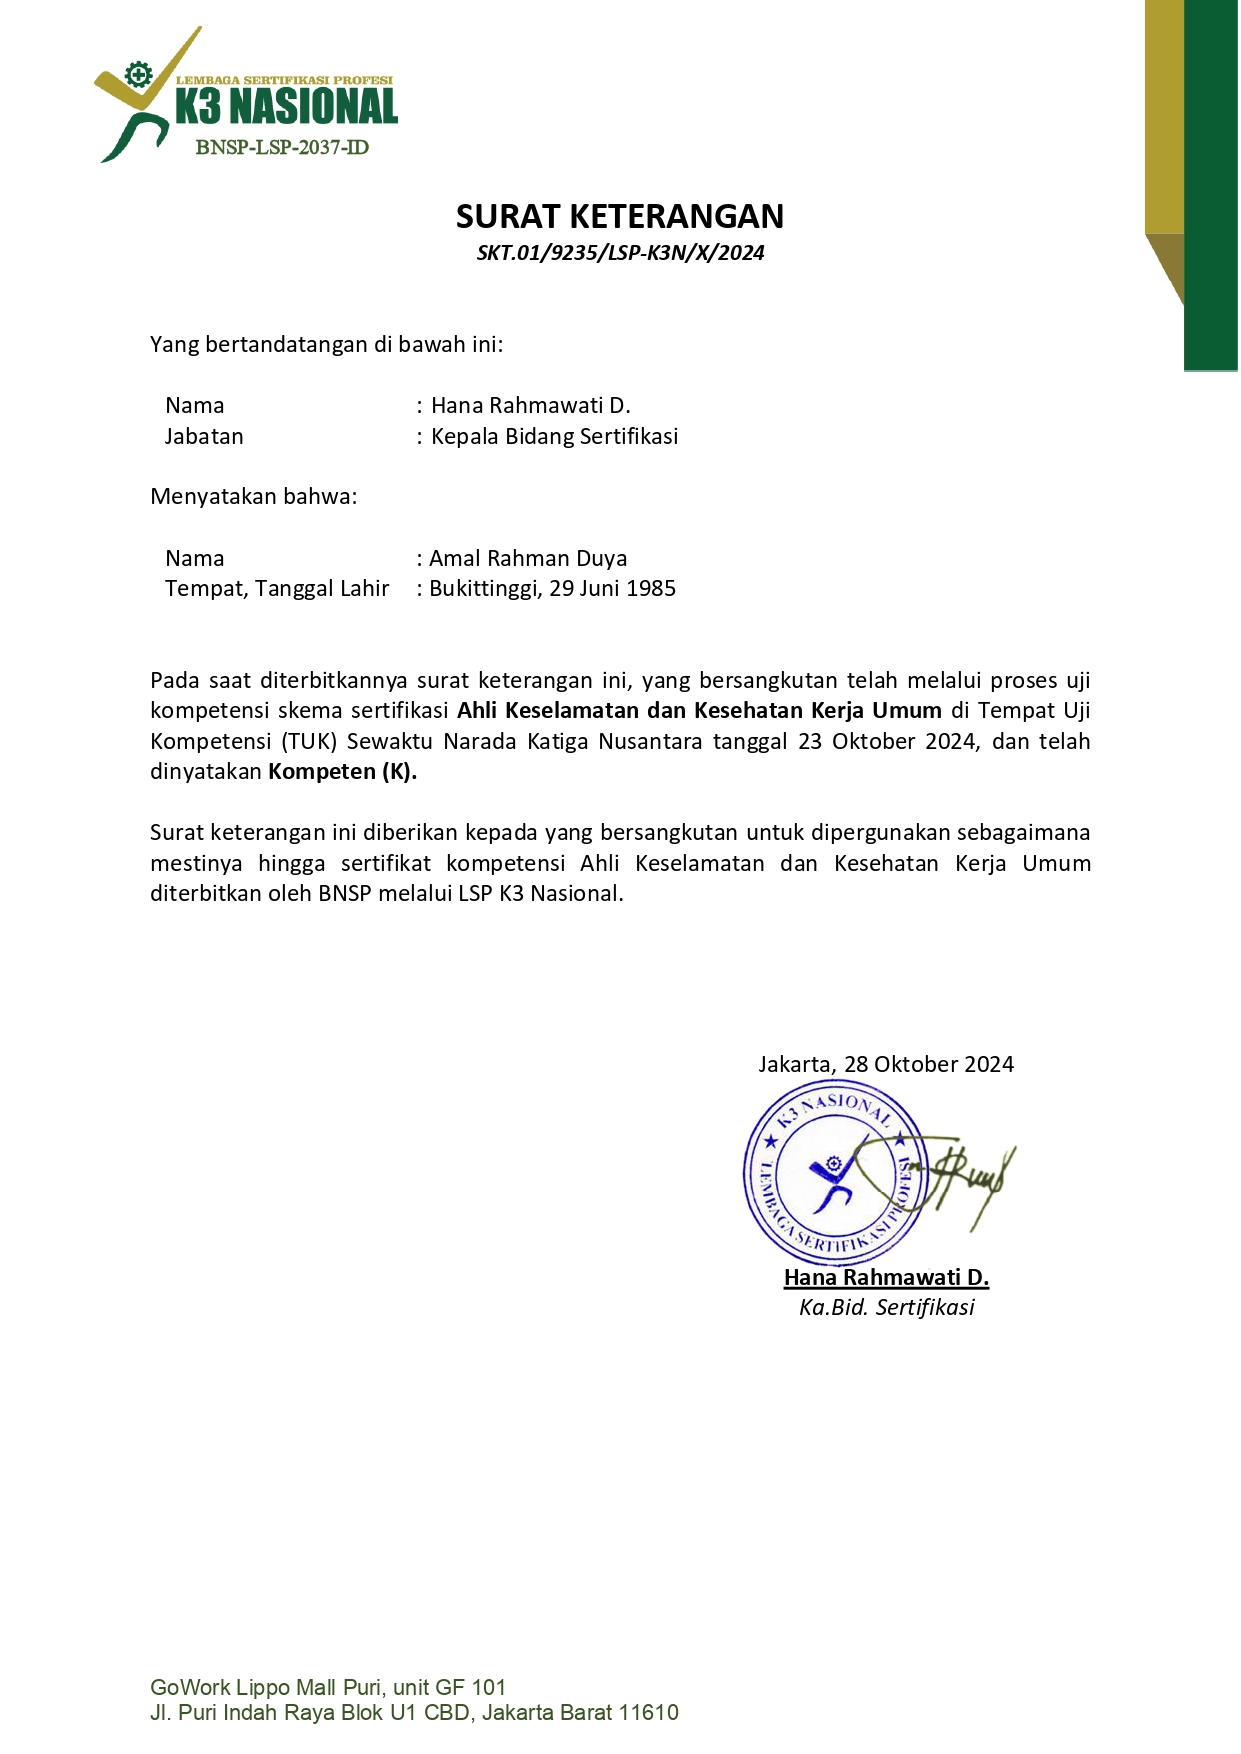 LEMBAGA SERTIFIKASI PROFESI
K3 NASIONAL
BNSP-LSP-2037-ID
SURAT KETERANGAN
SKT.01/9235/LSP-K3N/X/2024
Yang bertandatangan di bawah ini:
Nama : Hana Rahmawati D.
Jabatan : Kepala Bidang Sertifikasi
Menyatakan bahwa:
Nama : Amal Rahman Duya
Tempat, Tanggal Lahir : Bukittinggi, 29 Juni 1985
Pada saat diterbitkannya surat keterangan ini, yang bersangkutan telah melalui proses uji
kompetensi skema sertifikasi Ahli Keselamatan dan Kesehatan Kerja Umum di Tempat Uji
Kompetensi (TUK) Sewaktu Narada Katiga Nusantara tanggal 23 Oktober 2024, dan telah
dinyatakan Kompeten (K).
Surat keterangan ini diberikan kepada yang bersangkutan untuk dipergunakan sebagaimana
mestinya hingga sertifikat kompetensi Ahli Keselamatan dan Kesehatan Kerja Umum
diterbitkan oleh BNSP melalui LSP K3 Nasional.
Jakarta, 28 Oktober 2024
★ K3 NASIONAL ★
LEMBAGA SERTIFIKASI PROFESI
Hana Rahmawati D.
Ka.Bid. Sertifikasi
GoWork Lippo Mall Puri, unit GF 101
Jl. Puri Indah Raya Blok U1 CBD, Jakarta Barat 11610